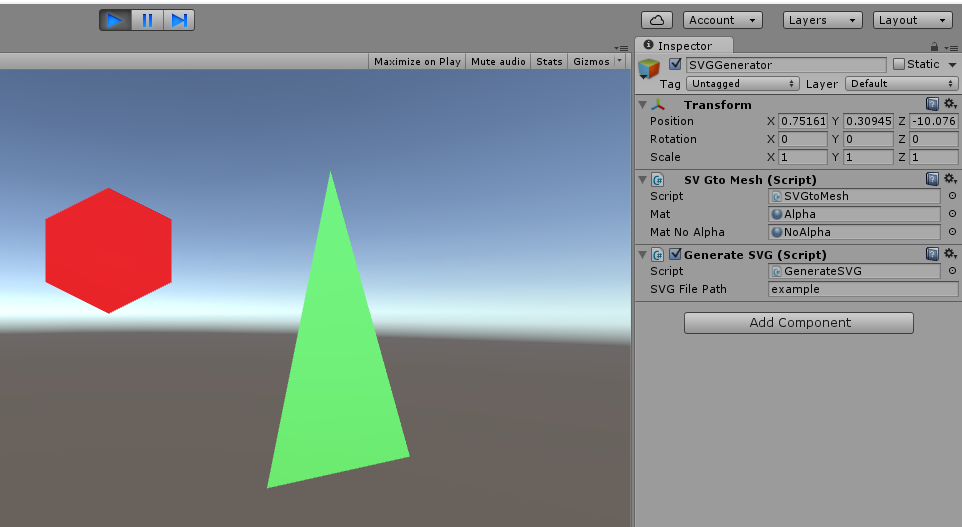 Account Layers Layout
Maximize on Play Mute audio Stats Gizmos
Inspector
SVGGenerator Static
Tag Untagged Layer Default
Transform
Position X 0.75161 Y 0.30945 Z -10.076
Rotation X 0 Y 0 Z 0
Scale X 1 Y 1 Z 1
SV Gto Mesh (Script)
Script SVGtoMesh
Mat Alpha
Mat No Alpha NoAlpha
Generate SVG (Script)
Script GenerateSVG
SVG File Path example
Add Component